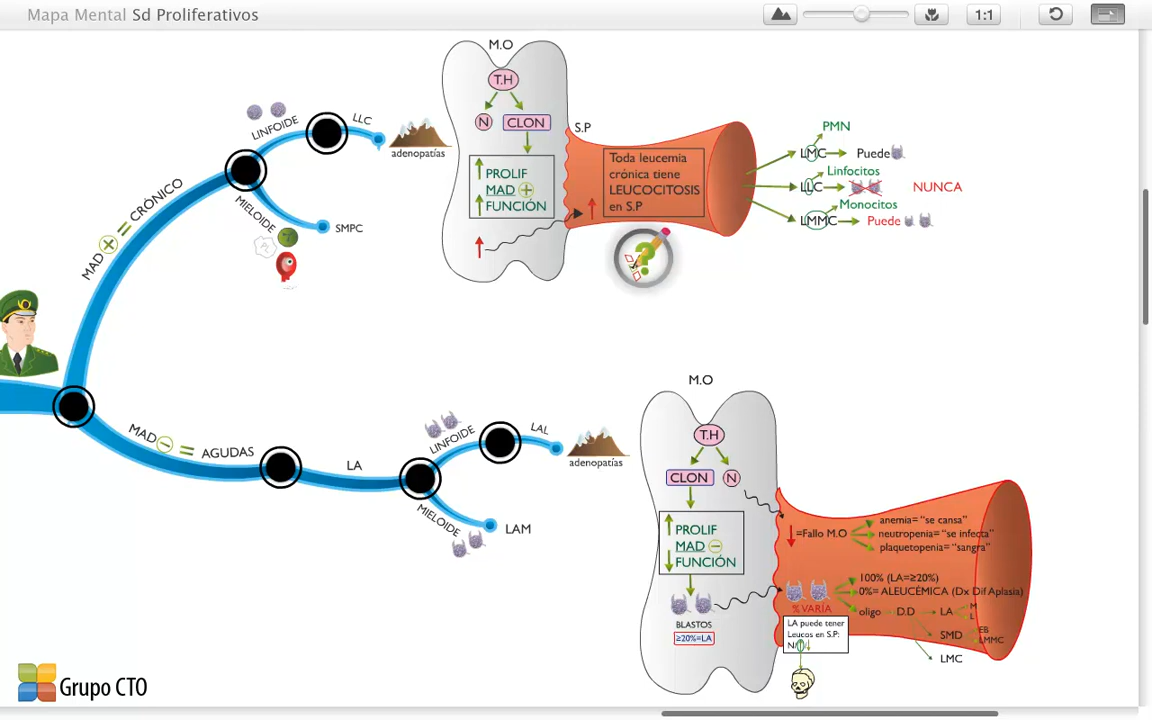 Mapa Mental Sd Proliferativos
1:1
MAD + = CRÓNICO
LINFOIDE
LLC
adenopatías
MIELOIDE
SMPC
M.O
T.H
N
CLON
PROLIF
MAD +
FUNCIÓN
S.P
Toda leucemia
crónica tiene
LEUCOCITOSIS
en S.P
PMN
LMC
Puede
Linfocitos
LLC
NUNCA
Monocitos
LMMC
Puede
MAD - = AGUDAS
LA
LINFOIDE
LAL
adenopatías
MIELOIDE
LAM
M.O
T.H
CLON
N
PROLIF
MAD -
FUNCIÓN
BLASTOS
≥20%=LA
=Fallo M.O
anemia= “se cansa”
neutropenia= “se infecta”
plaquetopenia= “sangra”
% VARÍA
100% (LA=≥20%)
0%= ALEUCÉMICA (Dx Dif Aplasia)
oligo
D.D
LA
M
L
SMD
EB
LMMC
LMC
LA puede tener
Leucos en S.P:
N/
Grupo CTO